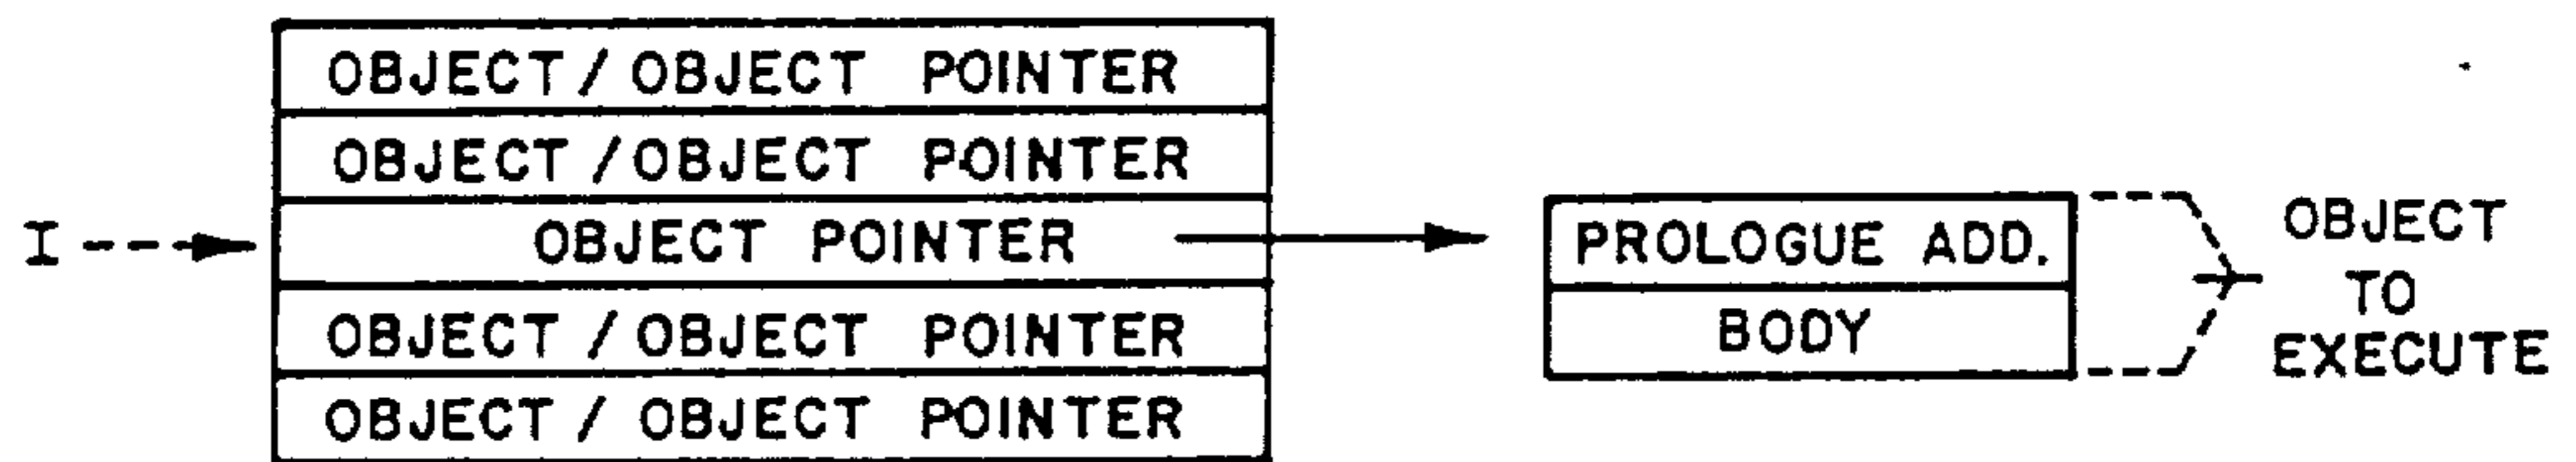 OBJECT / OBJECT POINTER
OBJECT / OBJECT POINTER
I
OBJECT POINTER
OBJECT / OBJECT POINTER
OBJECT / OBJECT POINTER
PROLOGUE ADD.
BODY
OBJECT
TO
EXECUTE